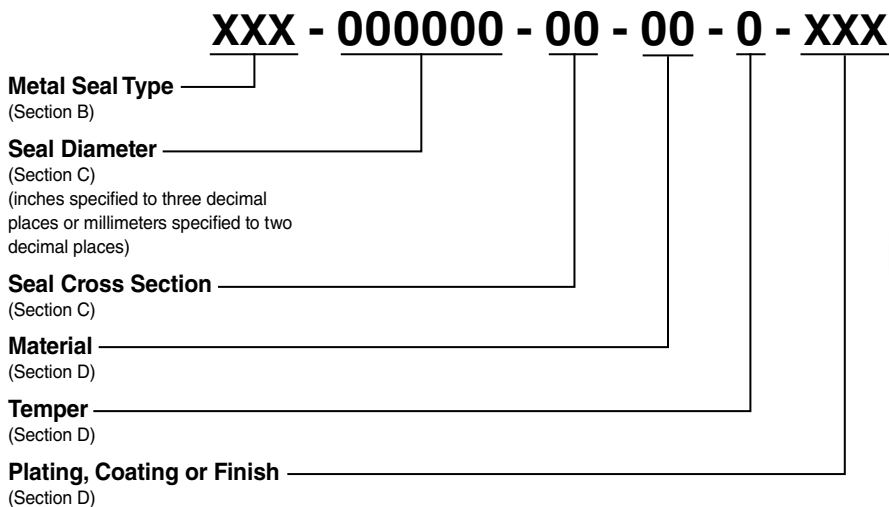 XXX - 000000 - 00 - 00 - 0 - XXX
Metal Seal Type
(Section B)
Seal Diameter
(Section C)
(inches specified to three decimal
places or millimeters specified to two
decimal places)
Seal Cross Section
(Section C)
Material
(Section D)
Temper
(Section D)
Plating, Coating or Finish
(Section D)